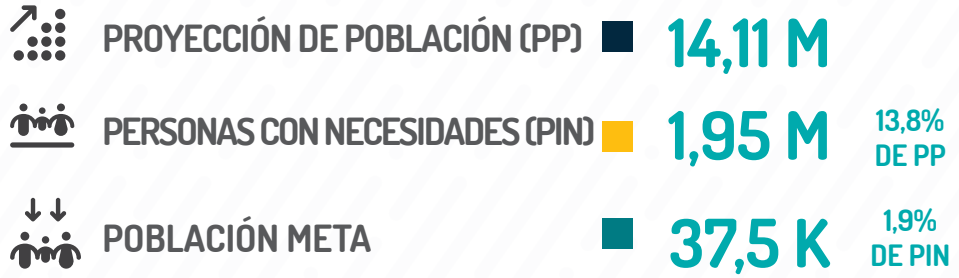 PROYECCIÓN DE POBLACIÓN (PP) 14,11 M
PERSONAS CON NECESIDADES (PIN) 1,95 M 13,8%
DE PP
POBLACIÓN META 37,5 K 1,9%
DE PIN